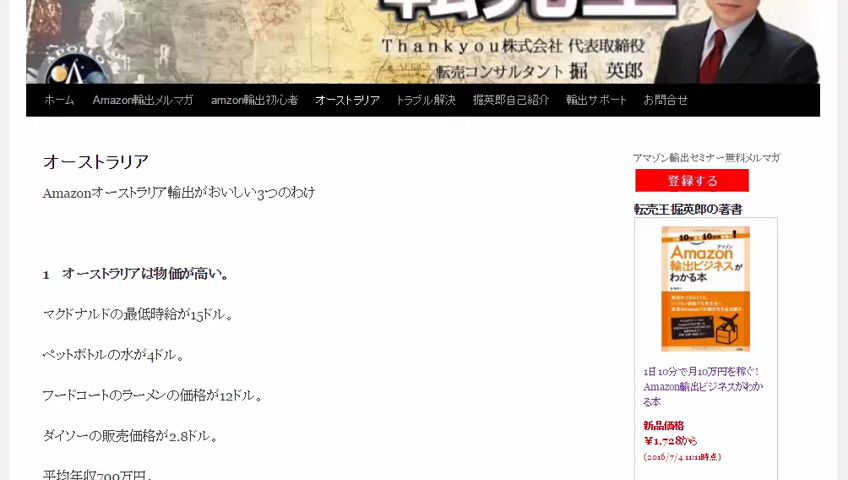 Thankyou株式会社 代表取締役
転売コンサルタント 掘 英郎
ホーム Amazon輸出メルマガ amzon輸出初心者 オーストラリア トラブル解決 掘英郎自己紹介 輸出サポート お問合せ
オーストラリア
Amazonオーストラリア輸出がおいしい3つのわけ
1 オーストラリアは物価が高い。
マクドナルドの最低時給が15ドル。
ペットボトルの水が4ドル。
フードコートのラーメンの価格が12ドル。
ダイソーの販売価格が2.8ドル。
平均年収700万円。
アマゾン輸出セミナー無料メルマガ
登録する
転売王掘英郎の著書
アマゾン
Amazon
輸出ビジネスが
わかる本
1日10分で月10万円を稼ぐ!
Amazon輸出ビジネスがわか
る本
新品価格
￥1,728から
(2016/7/4 11:11時点)